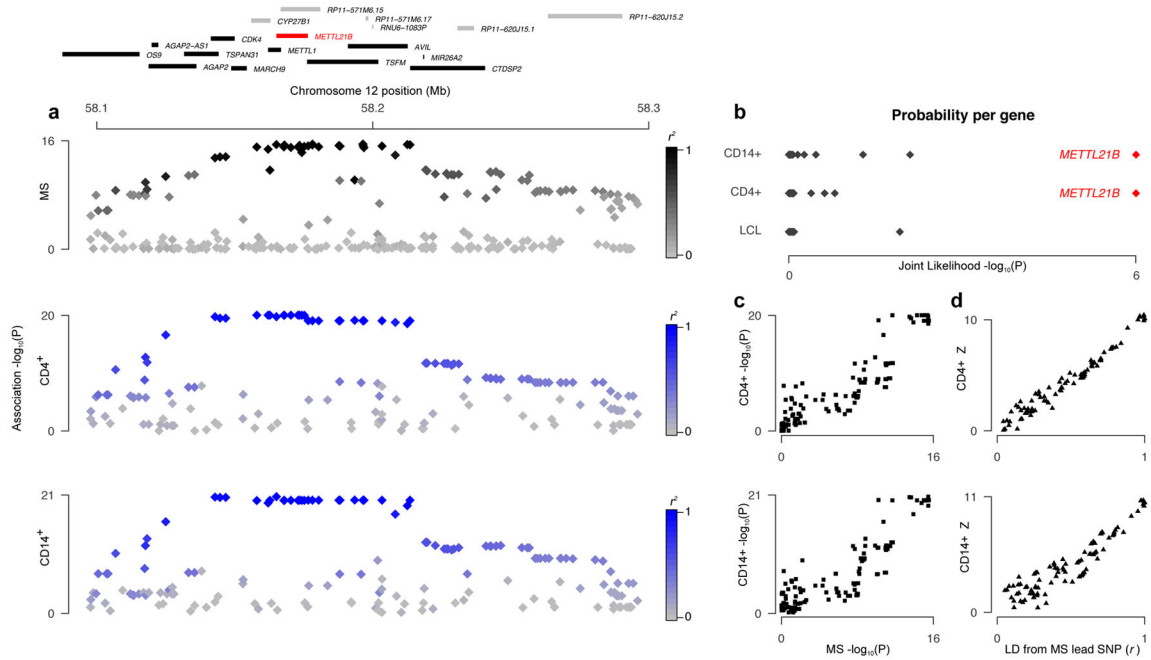 RP11-571M6.15
RP11-620J15.2
CYP27B1
RP11-571M6.17
RNU6-1083P
RP11-620J15.1
CDK4
METTL21B
AGAP2-AS1
METTL1
AVIL
OS9
TSPAN31
MIR26A2
TSFM
AGAP2
MARCH9
CTDSP2
Chromosome 12 position (Mb)
58.1
58.2
58.3
a
16
MS
0
r²
1
0
20
Association -log₁₀(P)
CD4⁺
0
r²
1
0
21
CD14⁺
0
r²
1
0
b
Probability per gene
CD14+
METTL21B
CD4+
METTL21B
LCL
0
Joint Likelihood -log₁₀(P)
6
c
20
CD4+ -log₁₀(P)
0
0
16
21
CD14+ -log₁₀(P)
0
0
16
MS -log₁₀(P)
d
10
CD4+ Z
0
0
1
11
CD14+ Z
0
0
1
LD from MS lead SNP (r)